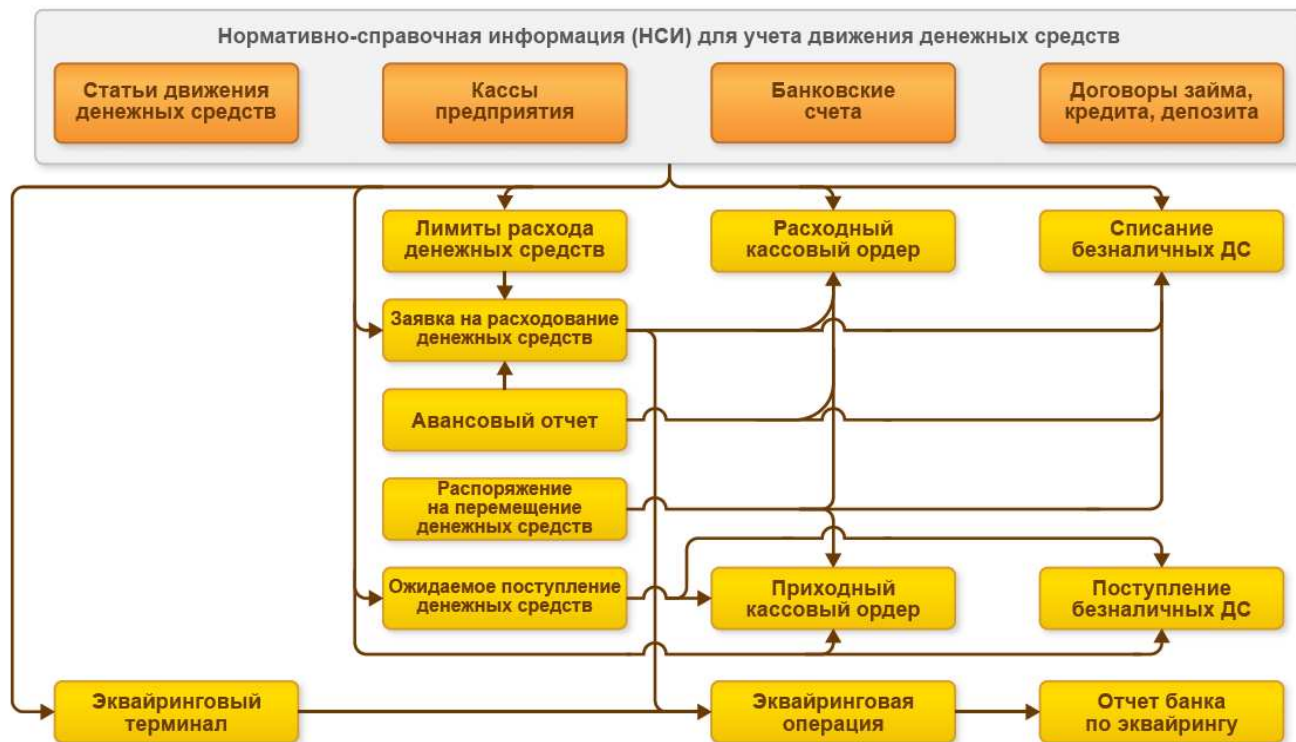 Нормативно-справочная информация (НСИ) для учета движения денежных средств
Статьи движения
денежных средств
Кассы
предприятия
Банковские
счета
Договоры займа,
кредита, депозита
Лимиты расхода
денежных средств
Расходный
кассовый ордер
Списание
безналичных ДС
Заявка на расходование
денежных средств
Авансовый отчет
Распоряжение
на перемещение
денежных средств
Ожидаемое поступление
денежных средств
Приходный
кассовый ордер
Поступление
безналичных ДС
Эквайринговый
терминал
Эквайринговая
операция
Отчет банка
по эквайрингу